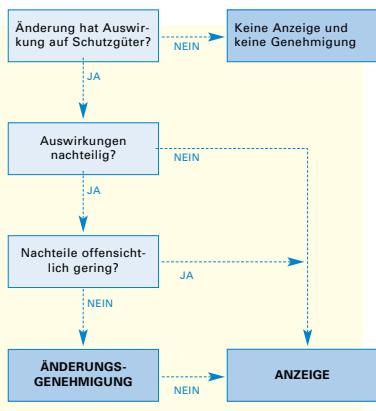 Änderung hat Auswir-
kung auf Schutzgüter?
NEIN
Keine Anzeige und
keine Genehmigung
JA
Auswirkungen
nachteilig?
NEIN
JA
Nachteile offensicht-
lich gering?
JA
NEIN
ÄNDERUNGS-
GENEHMIGUNG
NEIN
ANZEIGE